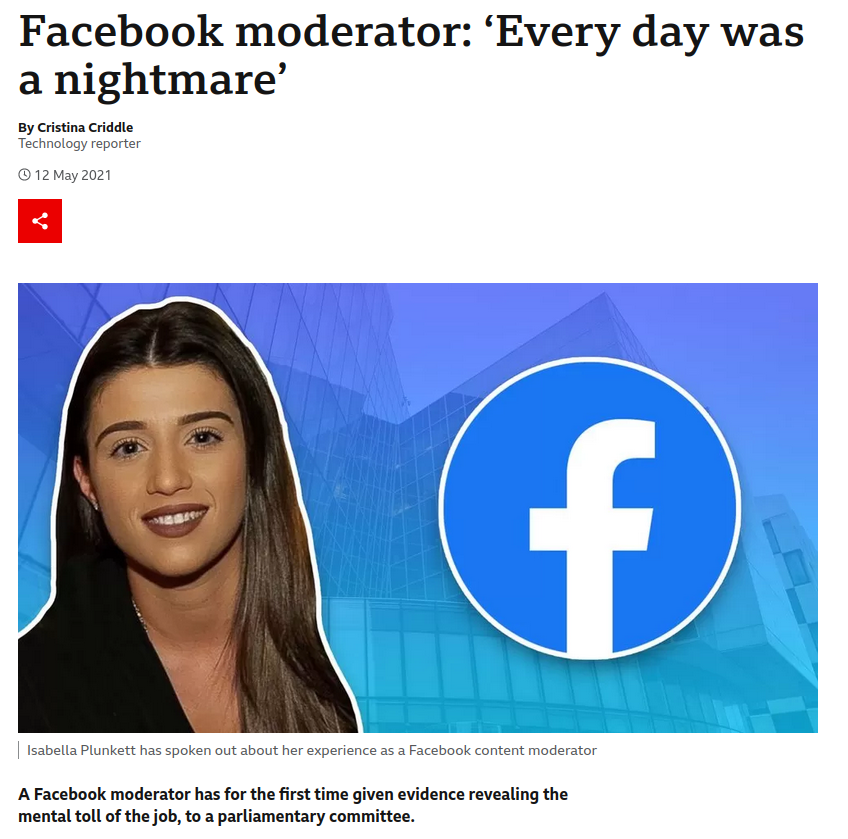 Facebook moderator: ‘Every day was
a nightmare’
By Cristina Criddle
Technology reporter
12 May 2021
f
Isabella Plunkett has spoken out about her experience as a Facebook content moderator
A Facebook moderator has for the first time given evidence revealing the
mental toll of the job, to a parliamentary committee.